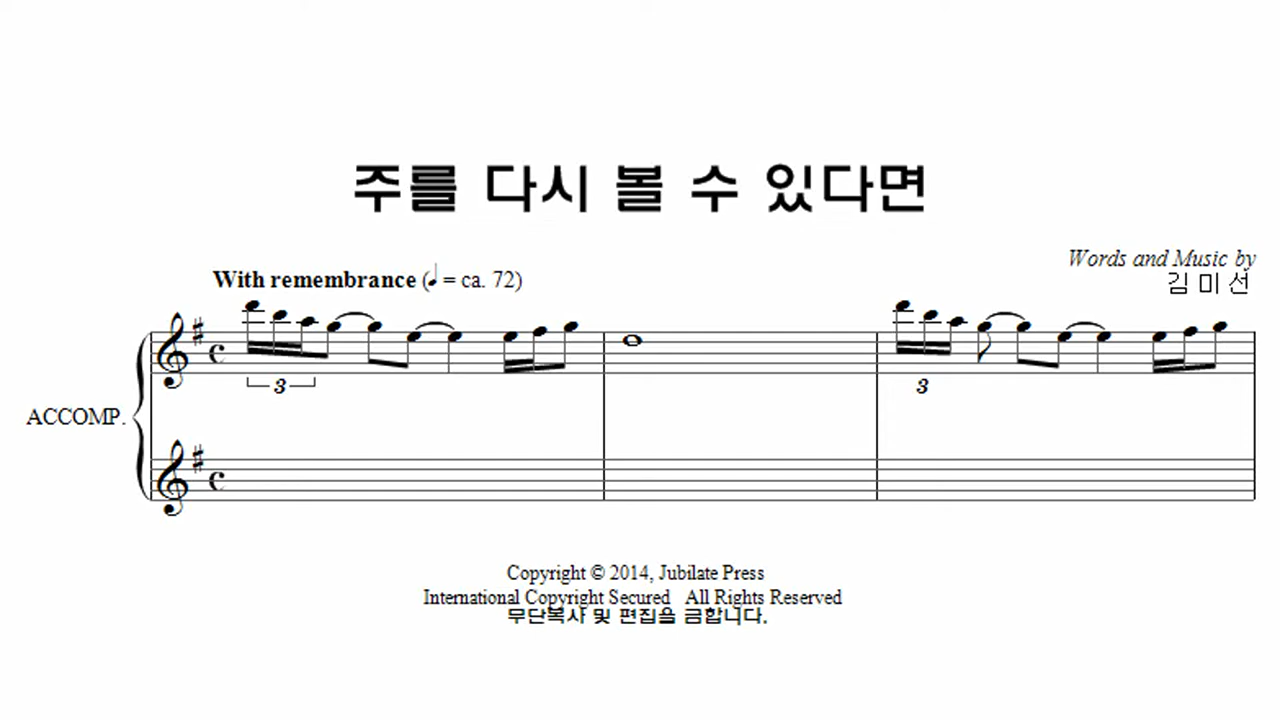 주를 다시 볼 수 있다면
Words and Music by
김 미 선
With remembrance (♩ = ca. 72)
3
3
ACCOMP.
Copyright © 2014, Jubilate Press
International Copyright Secured All Rights Reserved
무단복사 및 편집을 금합니다.